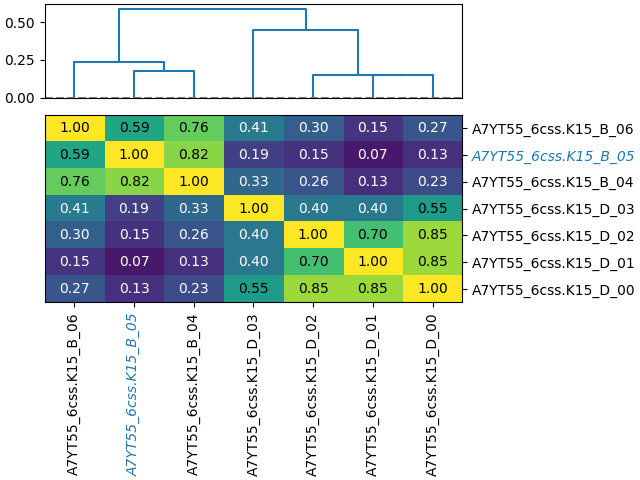 0.50
0.25
0.00
1.00 0.59 0.76 0.41 0.30 0.15 0.27 A7YT55_6css.K15_B_06
0.59 1.00 0.82 0.19 0.15 0.07 0.13 A7YT55_6css.K15_B_05
0.76 0.82 1.00 0.33 0.26 0.13 0.23 A7YT55_6css.K15_B_04
0.41 0.19 0.33 1.00 0.40 0.40 0.55 A7YT55_6css.K15_D_03
0.30 0.15 0.26 0.40 1.00 0.70 0.85 A7YT55_6css.K15_D_02
0.15 0.07 0.13 0.40 0.70 1.00 0.85 A7YT55_6css.K15_D_01
0.27 0.13 0.23 0.55 0.85 0.85 1.00 A7YT55_6css.K15_D_00
A7YT55_6css.K15_B_06
A7YT55_6css.K15_B_05
A7YT55_6css.K15_B_04
A7YT55_6css.K15_D_03
A7YT55_6css.K15_D_02
A7YT55_6css.K15_D_01
A7YT55_6css.K15_D_00